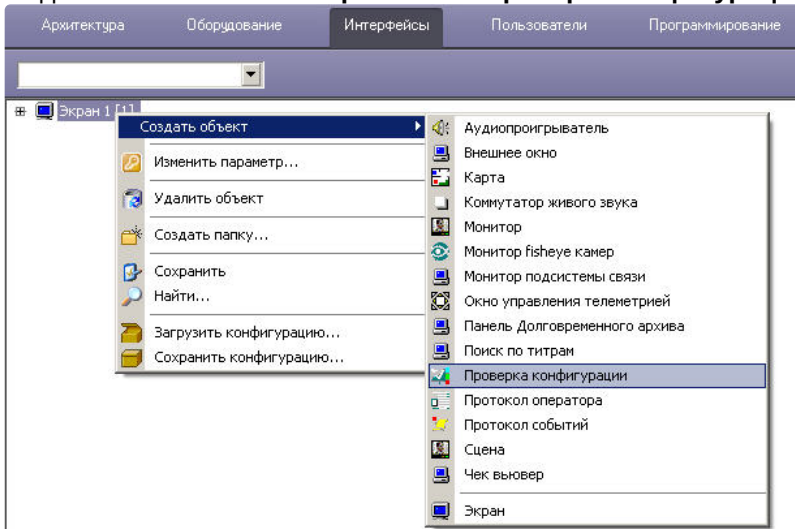 Архитектура Оборудование Интерфейсы Пользователи Программирование
Экран 1 [1]
Создать объект
Изменить параметр...
Удалить объект
Создать папку...
Сохранить
Найти...
Загрузить конфигурацию...
Сохранить конфигурацию...
Аудиопроигрыватель
Внешнее окно
Карта
Коммутатор живого звука
Монитор
Монитор fisheye камер
Монитор подсистемы связи
Окно управления телеметрией
Панель Долговременного архива
Поиск по титрам
Проверка конфигурации
Протокол оператора
Протокол событий
Сцена
Чек вьювер
Экран